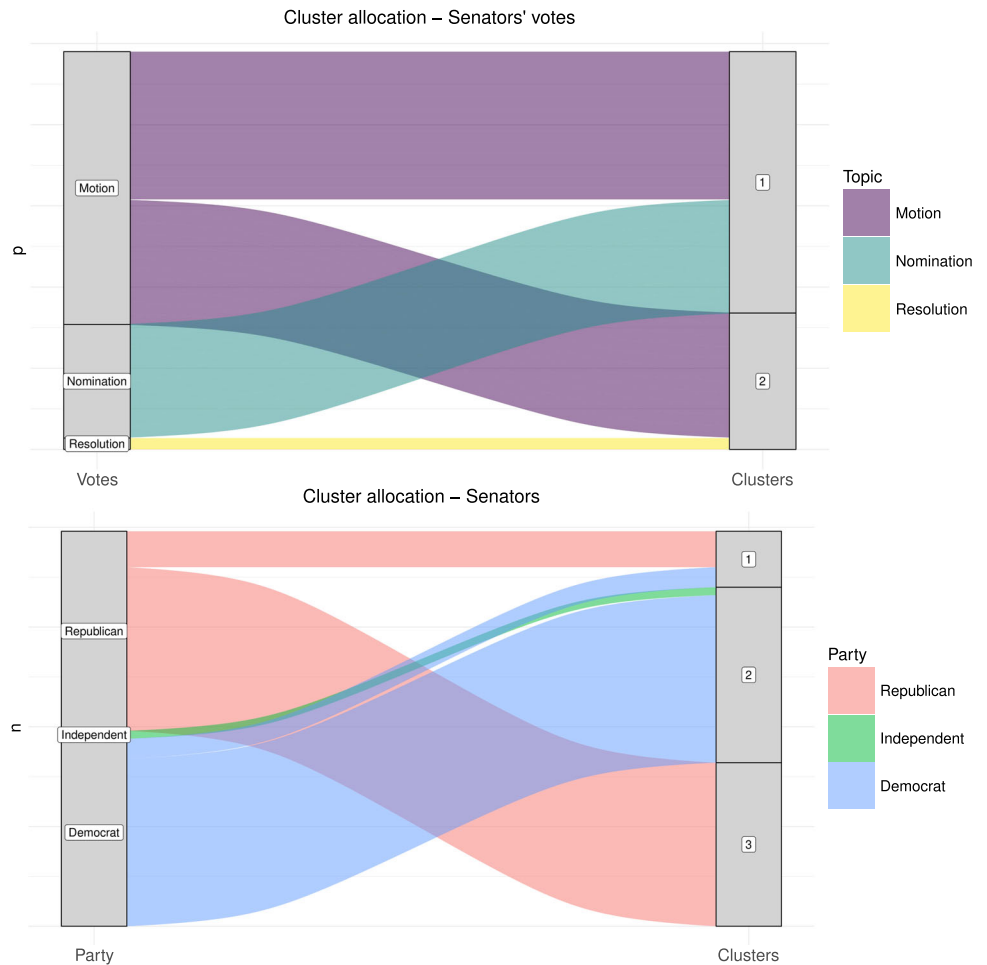 Cluster allocation – Senators' votes
p
Motion
Nomination
Resolution
1
2
Votes
Clusters
Topic
Motion
Nomination
Resolution
Cluster allocation – Senators
n
Republican
Independent
Democrat
1
2
3
Party
Clusters
Party
Republican
Independent
Democrat